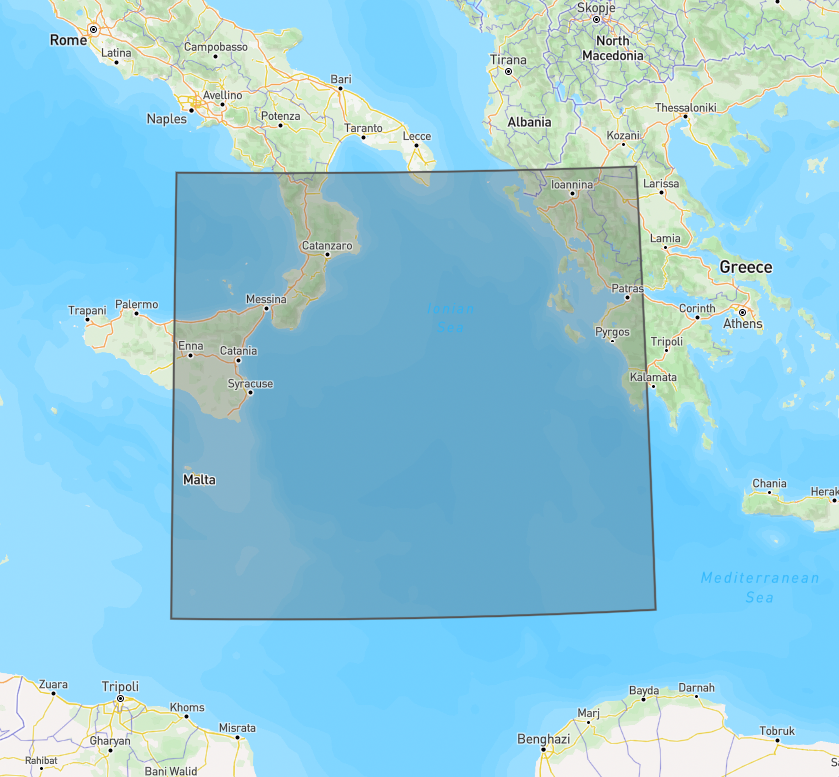 Skopje
Rome
North
Macedonia
Latina
Campobasso
Tirana
Bari
Avellino
Thessaloniki
Naples
Potenza
Albania
Taranto
Lecce
Kozani
Ioannina
Larissa
Catanzaro
Lamia
Greece
Messina
Patras
Palermo
Trapani
Ionian
Sea
Corinth
Athens
Pyrgos
Tripoli
Enna
Catania
Kalamata
Syracuse
Malta
Chania
Herak
Mediterranean
Sea
Zuara
Tripoli
Bayda
Darnah
Khoms
Marj
Misrata
Tobruk
Gharyan
Benghazi
Rahibat
Bani Walid
S